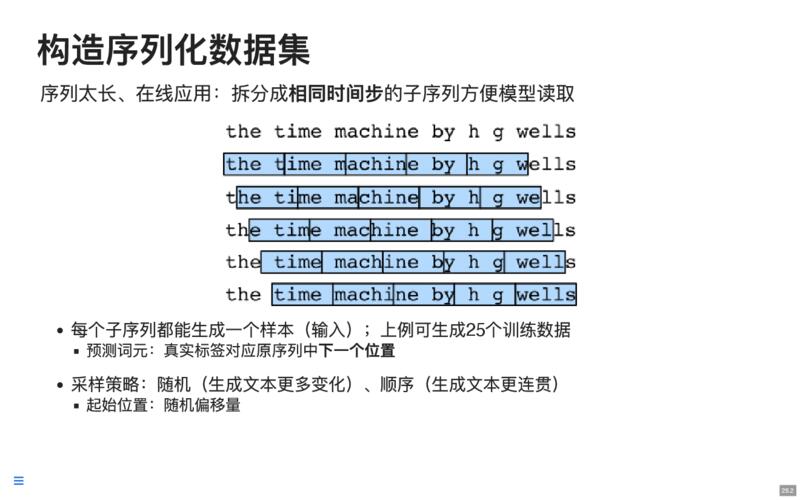 构造序列化数据集
序列太长、在线应用：拆分成相同时间步的子序列方便模型读取
the time machine by h g wells
the time machine by h g wells
the time machine by h g wells
the time machine by h g wells
the time machine by h g wells
the time machine by h g wells
每个子序列都能生成一个样本（输入）；上例可生成25个训练数据
预测词元：真实标签对应原序列中下一个位置
采样策略：随机（生成文本更多变化）、顺序（生成文本更连贯）
起始位置：随机偏移量
29.2